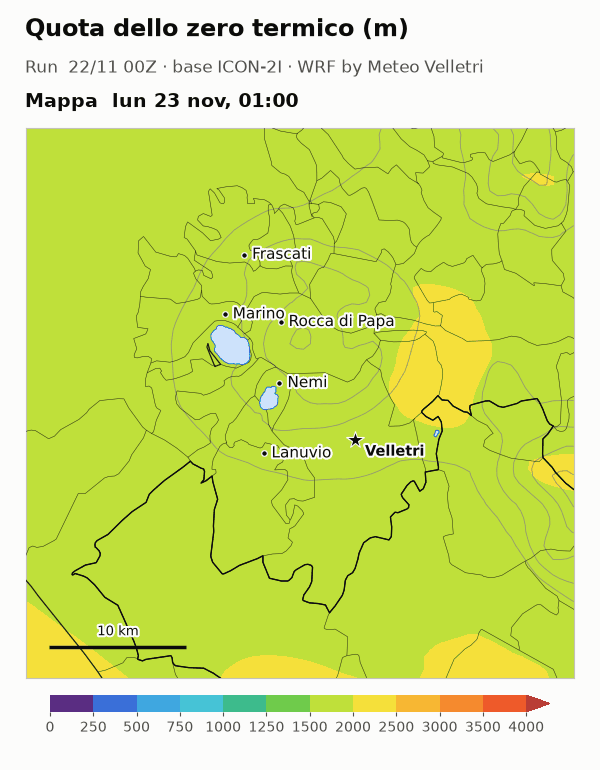 Quota dello zero termico (m)
Run  22/11 00Z · base ICON-2I · WRF by Meteo Velletri
Mappa  lun 23 nov, 01:00
Frascati
Marino
Rocca di Papa
Nemi
Velletri
Lanuvio
10 km
0 250 500 750 1000 1250 1500 2000 2500 3000 3500 4000